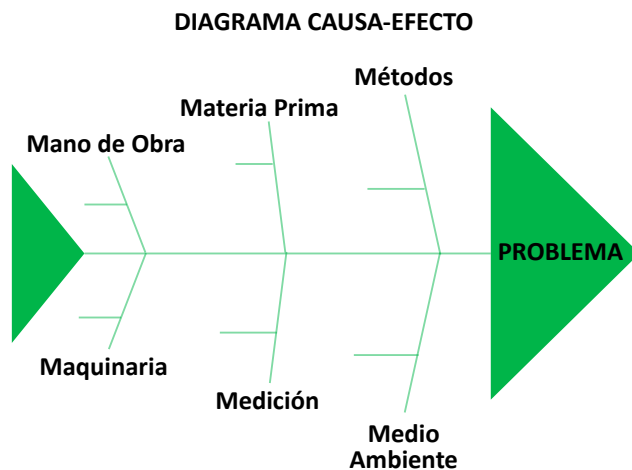 DIAGRAMA CAUSA-EFECTO
Métodos
Materia Prima
Mano de Obra
PROBLEMA
Maquinaria
Medición
Medio
Ambiente